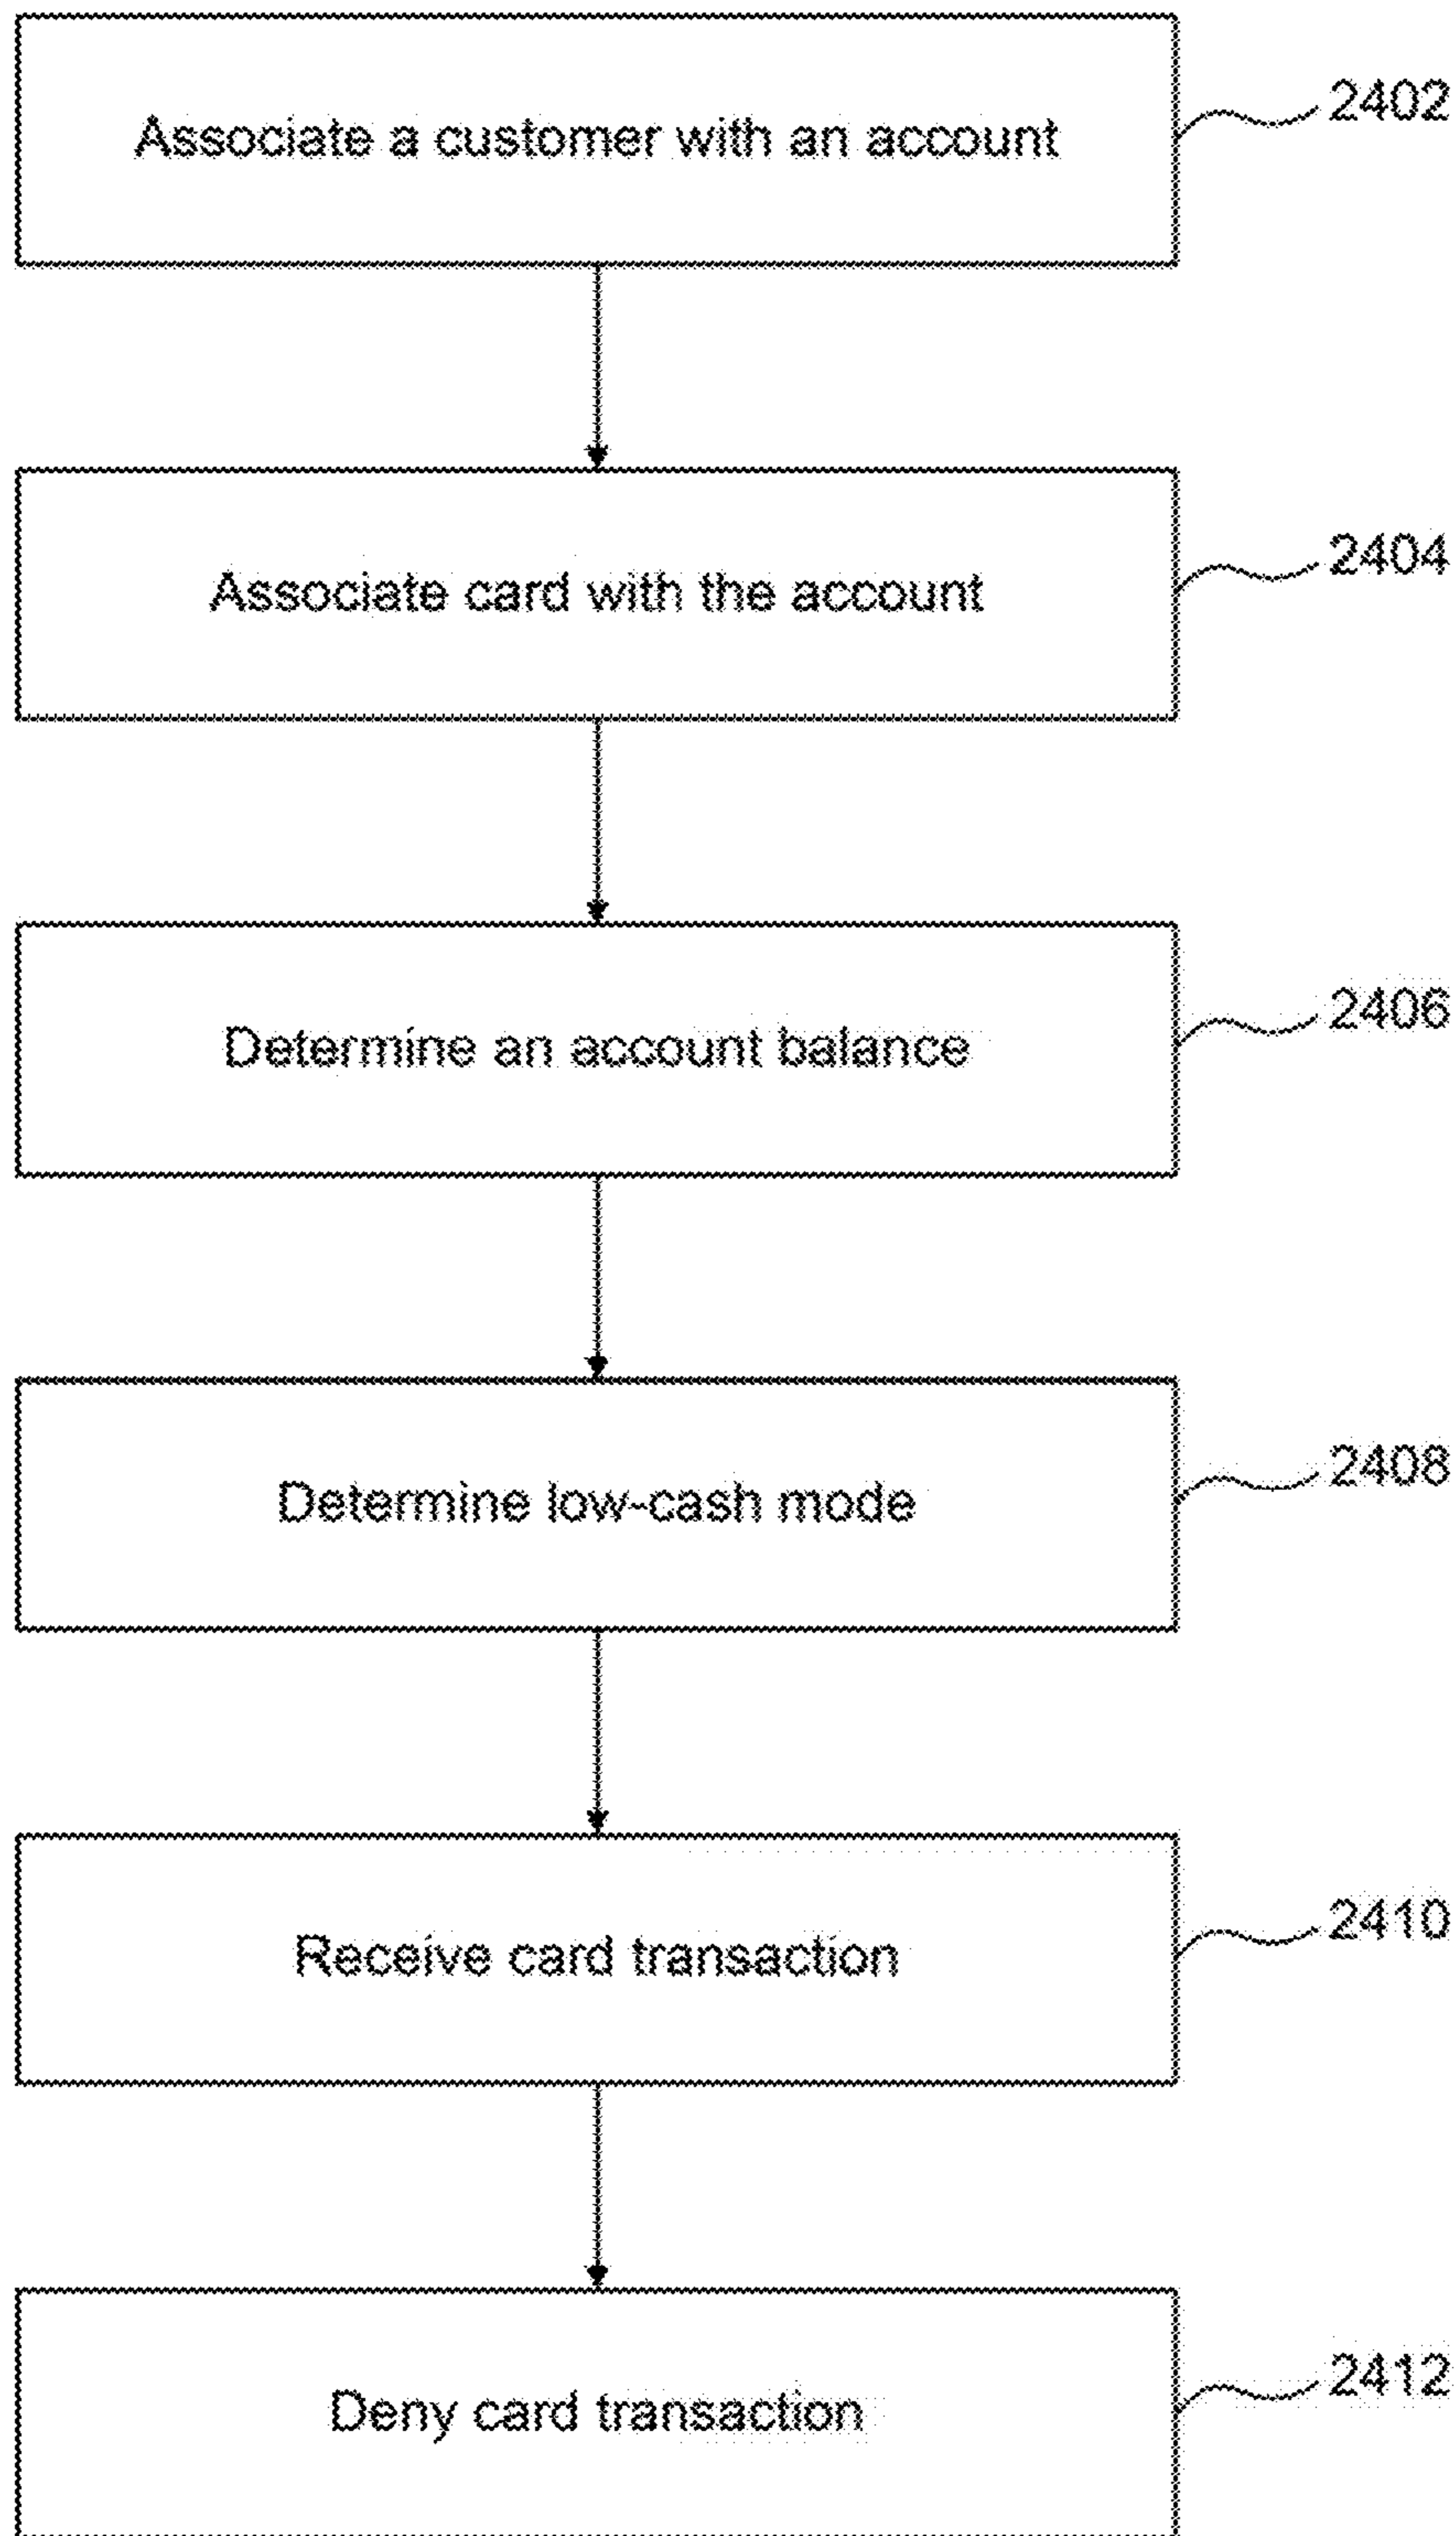 Associate a customer with an account
2402
Associate card with the account
2404
Determine an account balance
2406
Determine low-cash mode
2408
Receive card transaction
2410
Deny card transaction
2412